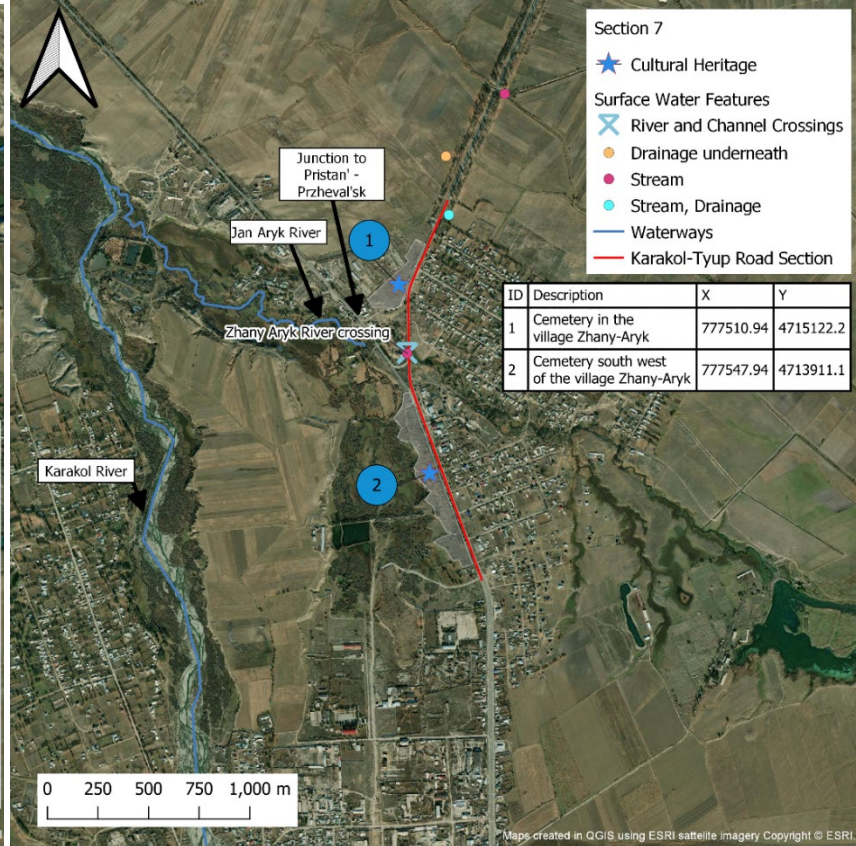 Section 7
Cultural Heritage
Surface Water Features
River and Channel Crossings
Drainage underneath
Stream
Stream, Drainage
Waterways
Karakol-Tyup Road Section
Junction to
Pristan' -
Przheval'sk
Jan Aryk River
1
Zhany Aryk River crossing
ID Description X Y
1 Cemetery in the
village Zhany-Aryk 777510.94 4715122.2
2 Cemetery south west
of the village Zhany-Aryk 777547.94 4713911.1
Karakol River
2
0 250 500 750 1,000 m
Maps created in QGIS using ESRI sattelite imagery Copyright © ESRI.